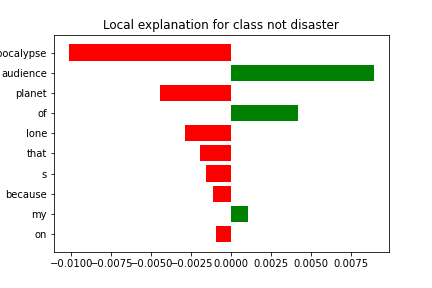 Local explanation for class not disaster
pocalypse
audience
planet
of
lone
that
s
because
my
on
−0.0100 −0.0075 −0.0050 −0.0025 0.0000 0.0025 0.0050 0.0075